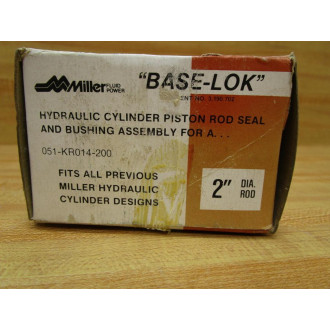 Miller FLUID POWER
"BASE-LOK"
HYDRAULIC CYLINDER PISTON ROD SEAL
AND BUSHING ASSEMBLY FOR A . . .
051-KR014-200
FITS ALL PREVIOUS
MILLER HYDRAULIC
CYLINDER DESIGNS
2" DIA. ROD